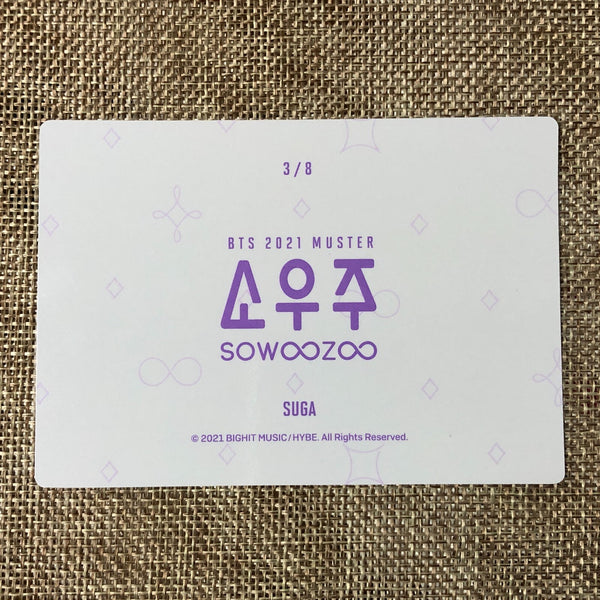 3/8
BTS 2021 MUSTER
소우주
SOWOOZOO
SUGA
© 2021 BIGHIT MUSIC/HYBE. All Rights Reserved.